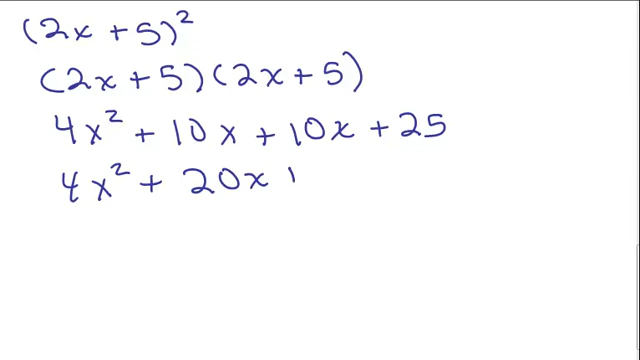 (2x + 5)²
(2x + 5)(2x + 5)
4x² + 10x + 10x + 25
4x² + 20x